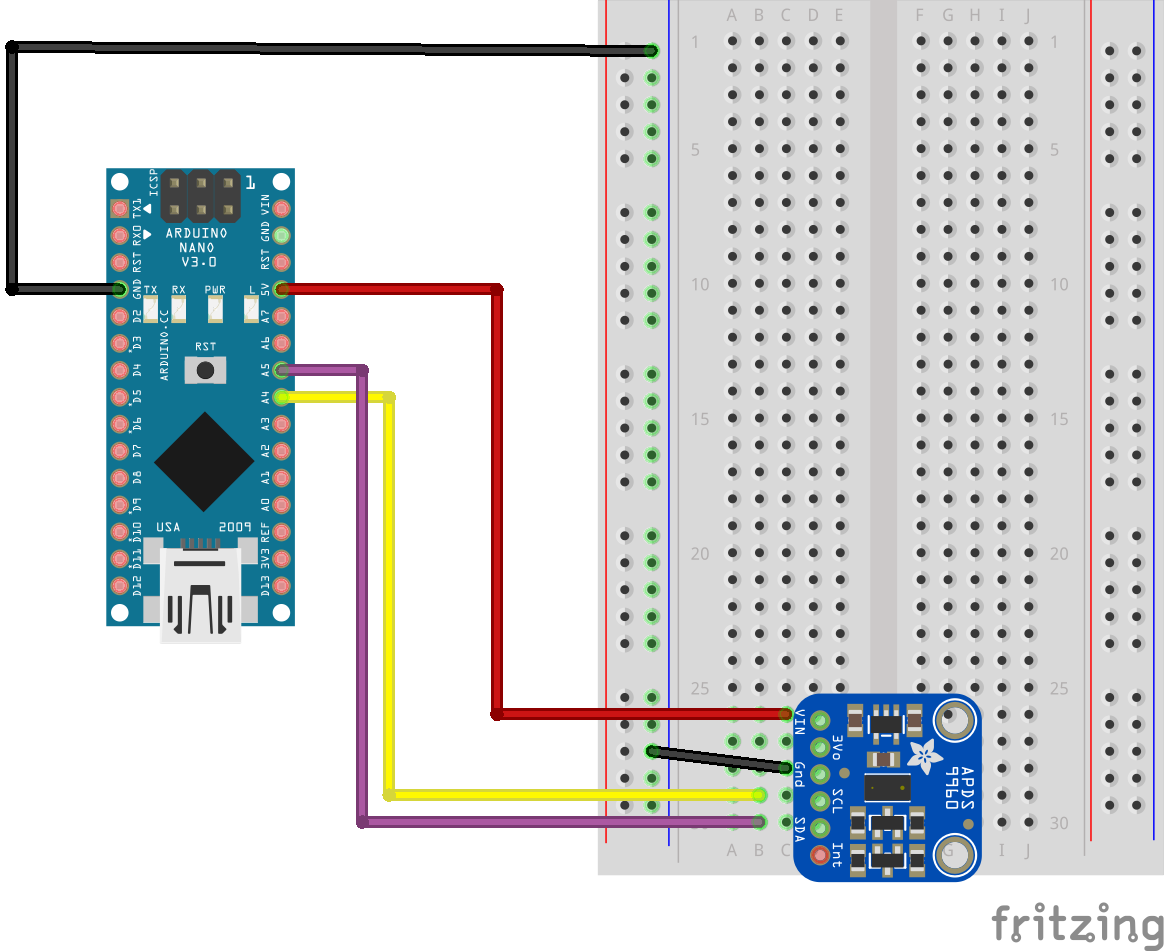 A B C D E
F G H I J
1
1
5
5
10
10
15
15
20
20
25
25
30
30
A B C
G I J
ICSP
1
ARDUINO
NANO
V3.0
TX1
RX0
RST
GND
D2
D3
D4
D5
D6
D7
D8
D9
D10
D11
D12
VIN
GND
RST
5V
A7
A6
A5
A4
A3
A2
A1
A0
REF
3V3
D13
TX RX PWR L
RST
ARDUINO.CC
USA 2009
VIN
3Vo
Gnd
SCL
SDA
Int
APDS
9960
fritzing